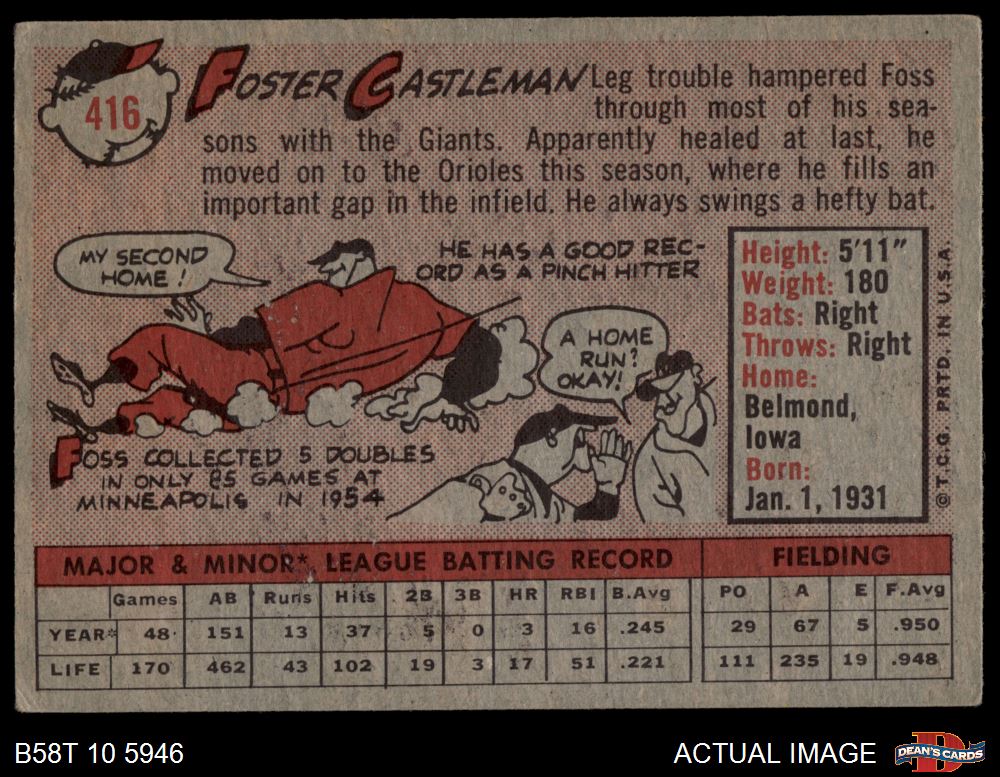 416
FOSTER CASTLEMAN
Leg trouble hampered Foss
through most of his sea-
sons with the Giants. Apparently healed at last, he
moved on to the Orioles this season, where he fills an
important gap in the infield. He always swings a hefty bat.
MY SECOND
HOME!
HE HAS A GOOD REC-
ORD AS A PINCH HITTER
A HOME
RUN?
OKAY!
FOSS COLLECTED 5 DOUBLES
IN ONLY 25 GAMES AT
MINNEAPOLIS IN 1954
Height: 5'11"
Weight: 180
Bats: Right
Throws: Right
Home:
Belmond,
Iowa
Born:
Jan. 1, 1931
© T.C.G. PRTD. IN U.S.A.
MAJOR & MINOR* LEAGUE BATTING RECORD FIELDING
Games AB Runs Hits 2B 3B HR RBI B.Avg PO A E F.Avg
YEAR* 48 151 13 37 5 0 3 16 .245 29 67 5 .950
LIFE 170 462 43 102 19 3 17 51 .221 111 235 19 .948
B58T 10 5946
ACTUAL IMAGE
D
DEAN'S CARDS